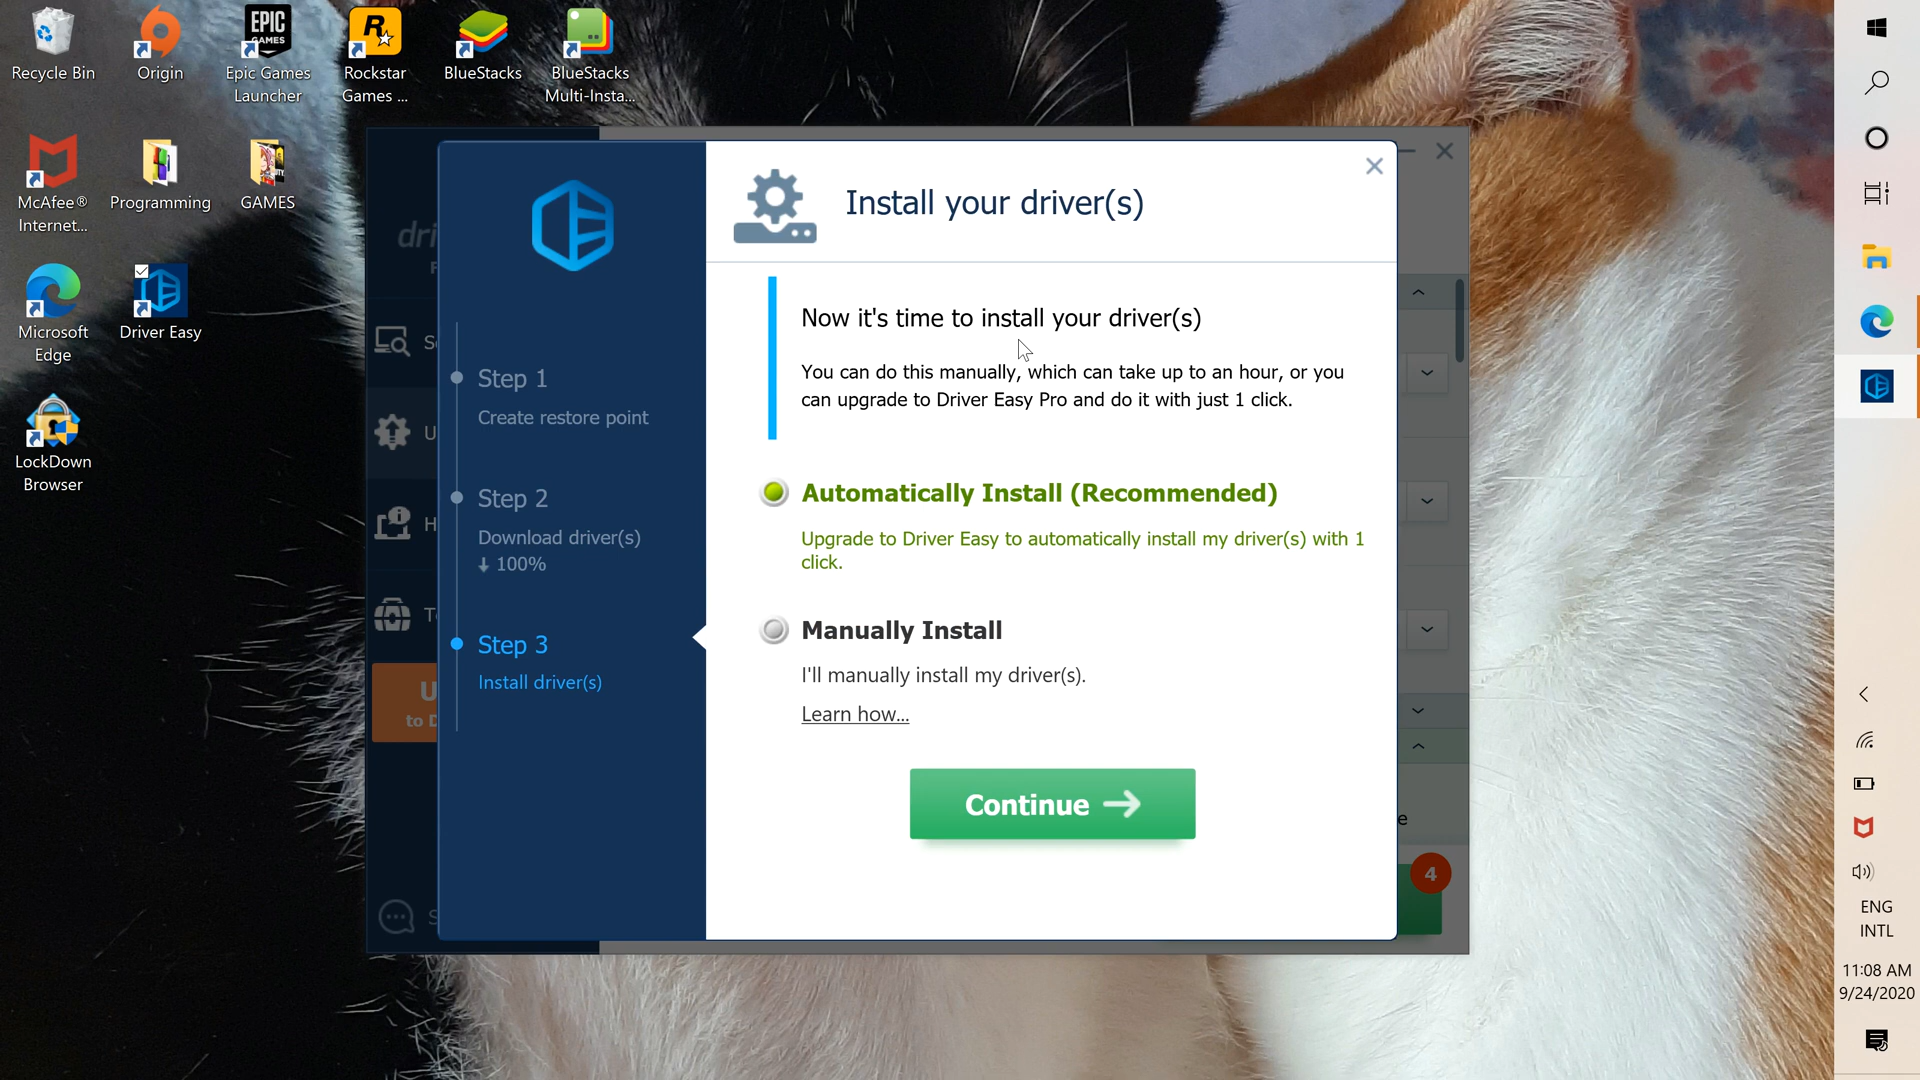 Recycle Bin
Origin
Epic Games
Launcher
Rockstar
Games ...
BlueStacks
BlueStacks
Multi-Insta...
EPIC
GAMES
R
McAfee®
Internet...
Programming
GAMES
Microsoft
Edge
Driver Easy
LockDown
Browser
dri
F
S
U
H
T
U
to D
S
Step 1
Create restore point
Step 2
Download driver(s)
100%
Step 3
Install driver(s)
Install your driver(s)
Now it's time to install your driver(s)
You can do this manually, which can take up to an hour, or you
can upgrade to Driver Easy Pro and do it with just 1 click.
Automatically Install (Recommended)
Upgrade to Driver Easy to automatically install my driver(s) with 1
click.
Manually Install
I'll manually install my driver(s).
Learn how...
Continue
e
4
ENG
INTL
11:08 AM
9/24/2020